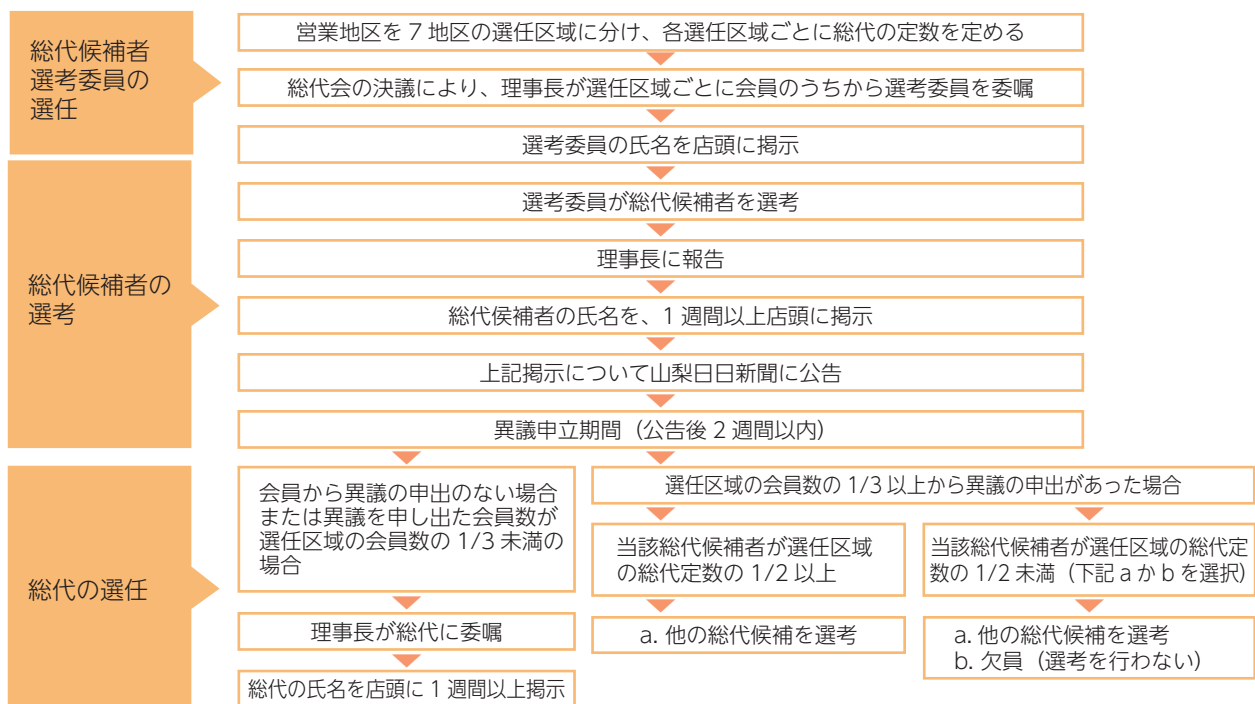 総代候補者
選考委員の
選任
営業地区を 7 地区の選任区域に分け、各選任区域ごとに総代の定数を定める
総代会の決議により、理事長が選任区域ごとに会員のうちから選考委員を委嘱
選考委員の氏名を店頭に掲示
総代候補者の
選考
選考委員が総代候補者を選考
理事長に報告
総代侯補者の氏名を、1 週間以上店頭に掲示
上記掲示について山梨日日新聞に公告
異議申立期間（公告後 2 週間以内）
総代の選任
会員から異議の申出のない場合
または異議を申し出た会員数が
選任区域の会員数の 1/3 未満の
場合
理事長が総代に委嘱
総代の氏名を店頭に 1 週間以上掲示
選任区域の会員数の 1/3 以上から異議の申出があった場合
当該総代候補者が選任区域
の総代定数の 1/2 以上
a. 他の総代候補を選考
当該総代候補者が選任区域の総代定
数の 1/2 未満（下記 a か b を選択）
a. 他の総代候補を選考
b. 欠員（選考を行わない）